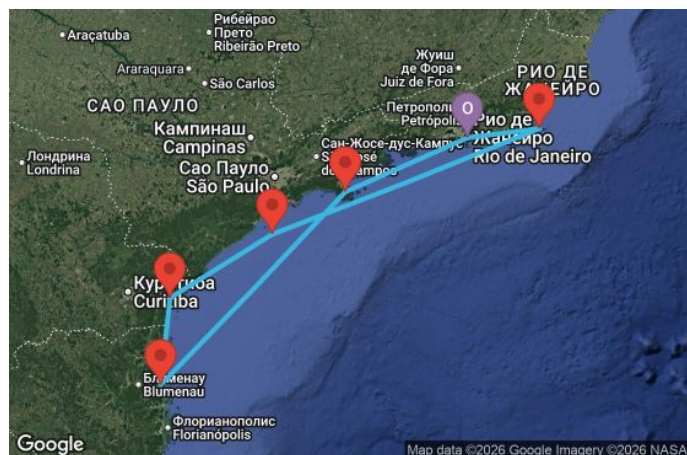 Рибейрао
Прето
Ribeirão Preto
Araçatuba
Araraquara
São Carlos
Жуиш
де Фора
Juiz de Fora
РИО ДЕ
ЖАНЕЙРО
САО ПАУЛО
Кампинаш
Campinas
Петрополис
Petrópolis
O
Рио де
Жанейро
Rio de Janeiro
Лондрина
Londrina
Сан-Жосе-дус-Кампус
São José
dos Campos
Сао Пауло
São Paulo
Куритиба
Curitiba
Блуменау
Blumenau
Флорианополис
Florianópolis
Google
Map data ©2026 Google Imagery ©2026 NASA